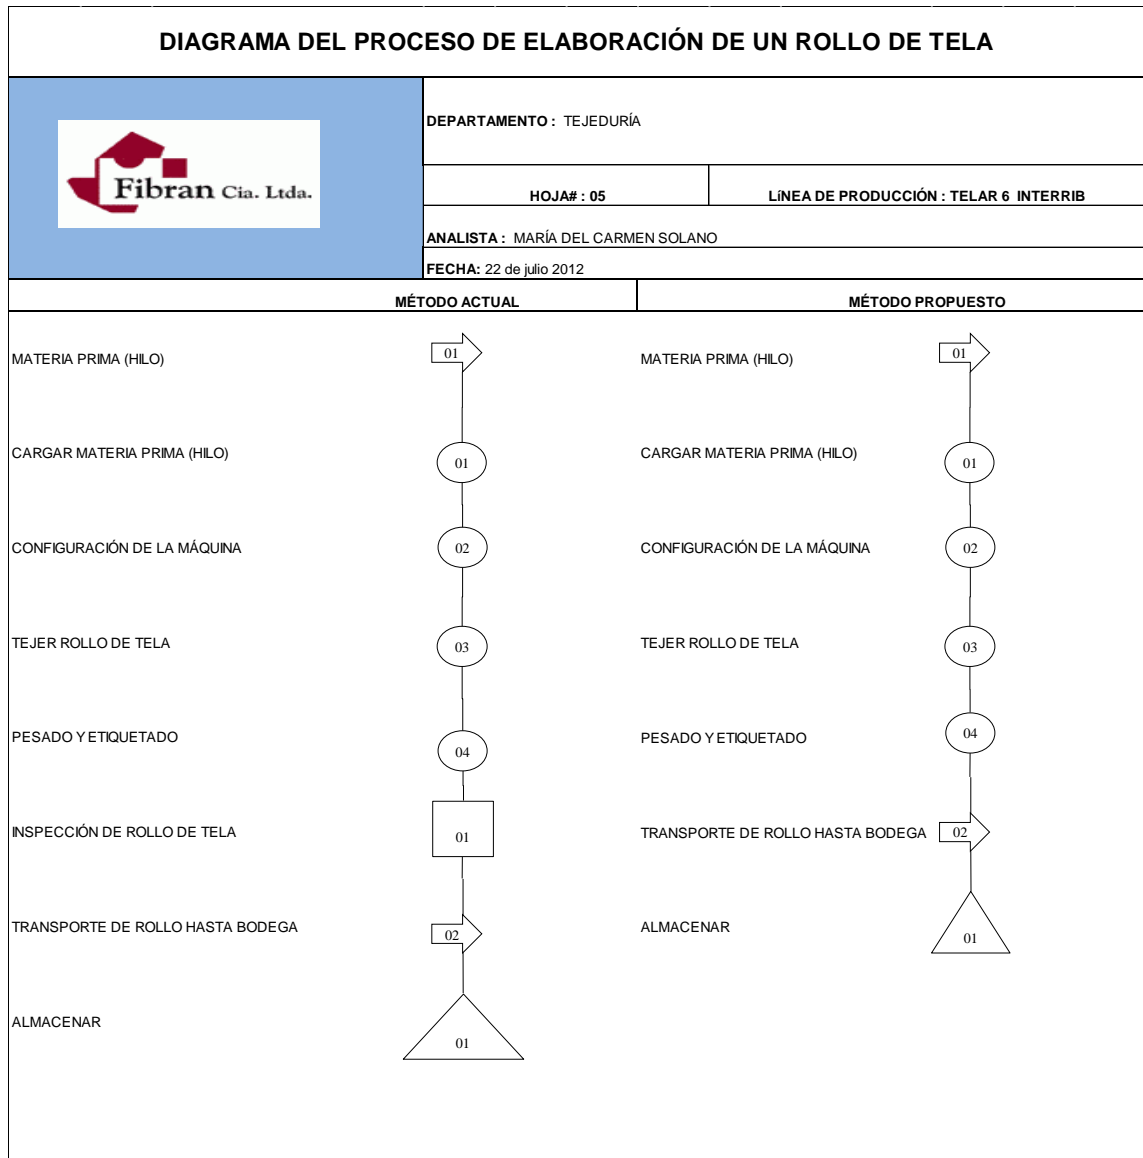 DIAGRAMA DEL PROCESO DE ELABORACIÓN DE UN ROLLO DE TELA
Fibran Cia. Ltda.
DEPARTAMENTO : TEJEDURÍA
HOJA# : 05
LíNEA DE PRODUCCIÓN : TELAR 6 INTERRIB
ANALISTA : MARÍA DEL CARMEN SOLANO
FECHA: 22 de julio 2012
MÉTODO ACTUAL
MATERIA PRIMA (HILO)
01
CARGAR MATERIA PRIMA (HILO)
01
CONFIGURACIÓN DE LA MÁQUINA
02
TEJER ROLLO DE TELA
03
PESADO Y ETIQUETADO
04
INSPECCIÓN DE ROLLO DE TELA
01
TRANSPORTE DE ROLLO HASTA BODEGA
02
ALMACENAR
01
MÉTODO PROPUESTO
MATERIA PRIMA (HILO)
01
CARGAR MATERIA PRIMA (HILO)
01
CONFIGURACIÓN DE LA MÁQUINA
02
TEJER ROLLO DE TELA
03
PESADO Y ETIQUETADO
04
TRANSPORTE DE ROLLO HASTA BODEGA
02
ALMACENAR
01